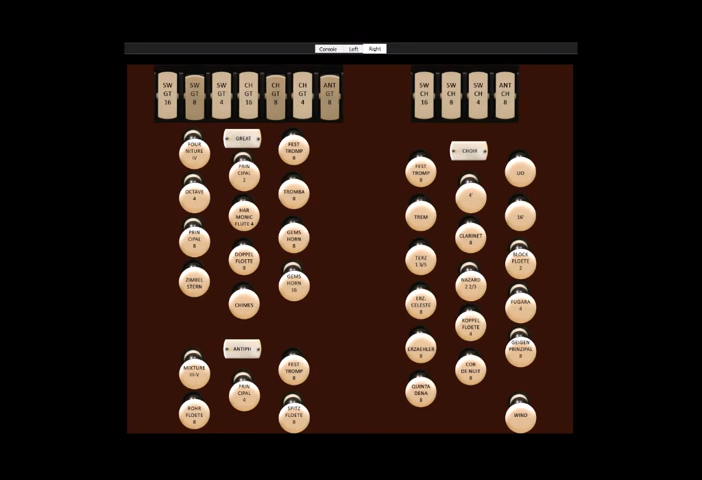 Console Left Right
SW GT 16
SW GT 8
SW GT 4
CH GT 16
CH GT 8
CH GT 4
ANT GT 8
SW CH 16
SW CH 8
SW CH 4
ANT CH 8
GREAT
FOUR NITURE IV
PRIN CIPAL 2
FEST TROMP 8
OCTAVE 4
HAR MONIC FLUTE 4
TROMBA 8
PRIN CIPAL 8
DOPPEL FLOETE 8
GEMS HORN 8
ZIMBEL STERN
CHIMES
GEMS HORN 16
ANTIPH
MIXTURE III-V
PRIN CIPAL 4
FEST TROMP 8
ROHR FLOETE 8
SPITZ FLOETE 8
CHOIR
FEST TROMP 8
4'
UO
TREM
CLARINET 8
16'
TERZ 1 3/5
NAZARD 2 2/3
BLOCK FLOETE 2
ERZ. CELESTE 8
KOPPEL FLOETE 4
FUGARA 4
ERZAEHLER 8
COR DE NUIT 8
GEIGEN PRINZIPAL 8
QUINTA DENA 8
WIND